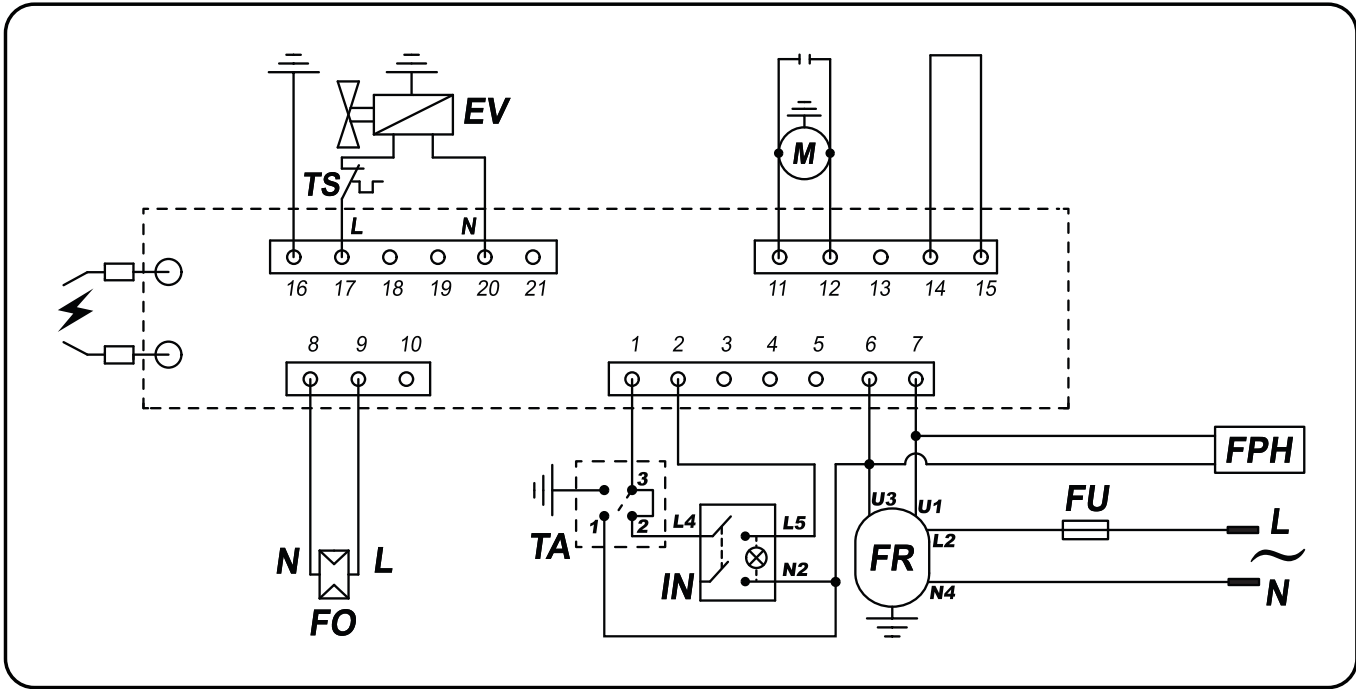 EV
M
TS
L N
16 17 18 19 20 21
11 12 13 14 15
8 9 10
1 2 3 4 5 6 7
FPH
3
U3 U1
FU
1 2 L4 L5
L2
L
TA
N L
FR
IN
N2
N4
N
FO